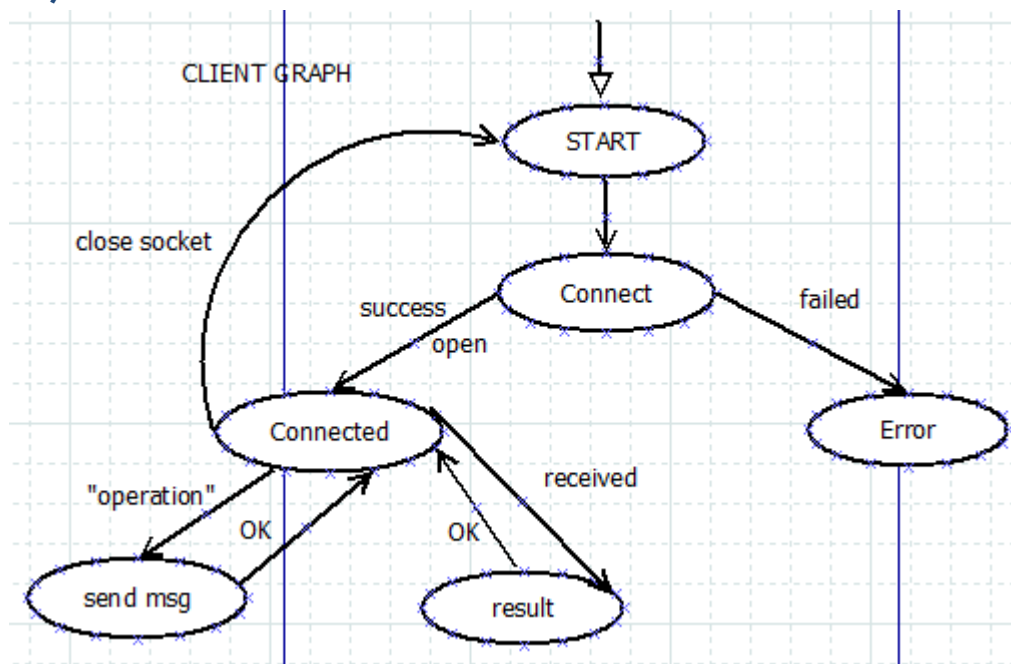 CLIENT GRAPH
START
close socket
Connect
success
open
failed
Connected
Error
"operation"
OK
received
OK
send msg
result